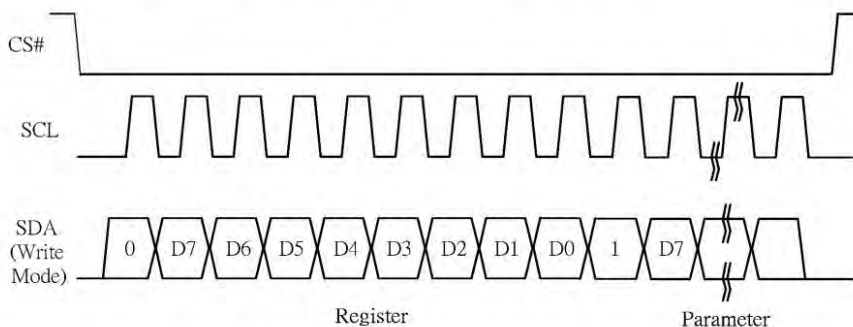 CS#
SCL
SDA
(Write
Mode)
0 D7 D6 D5 D4 D3 D2 D1 D0 1 D7
Register Parameter